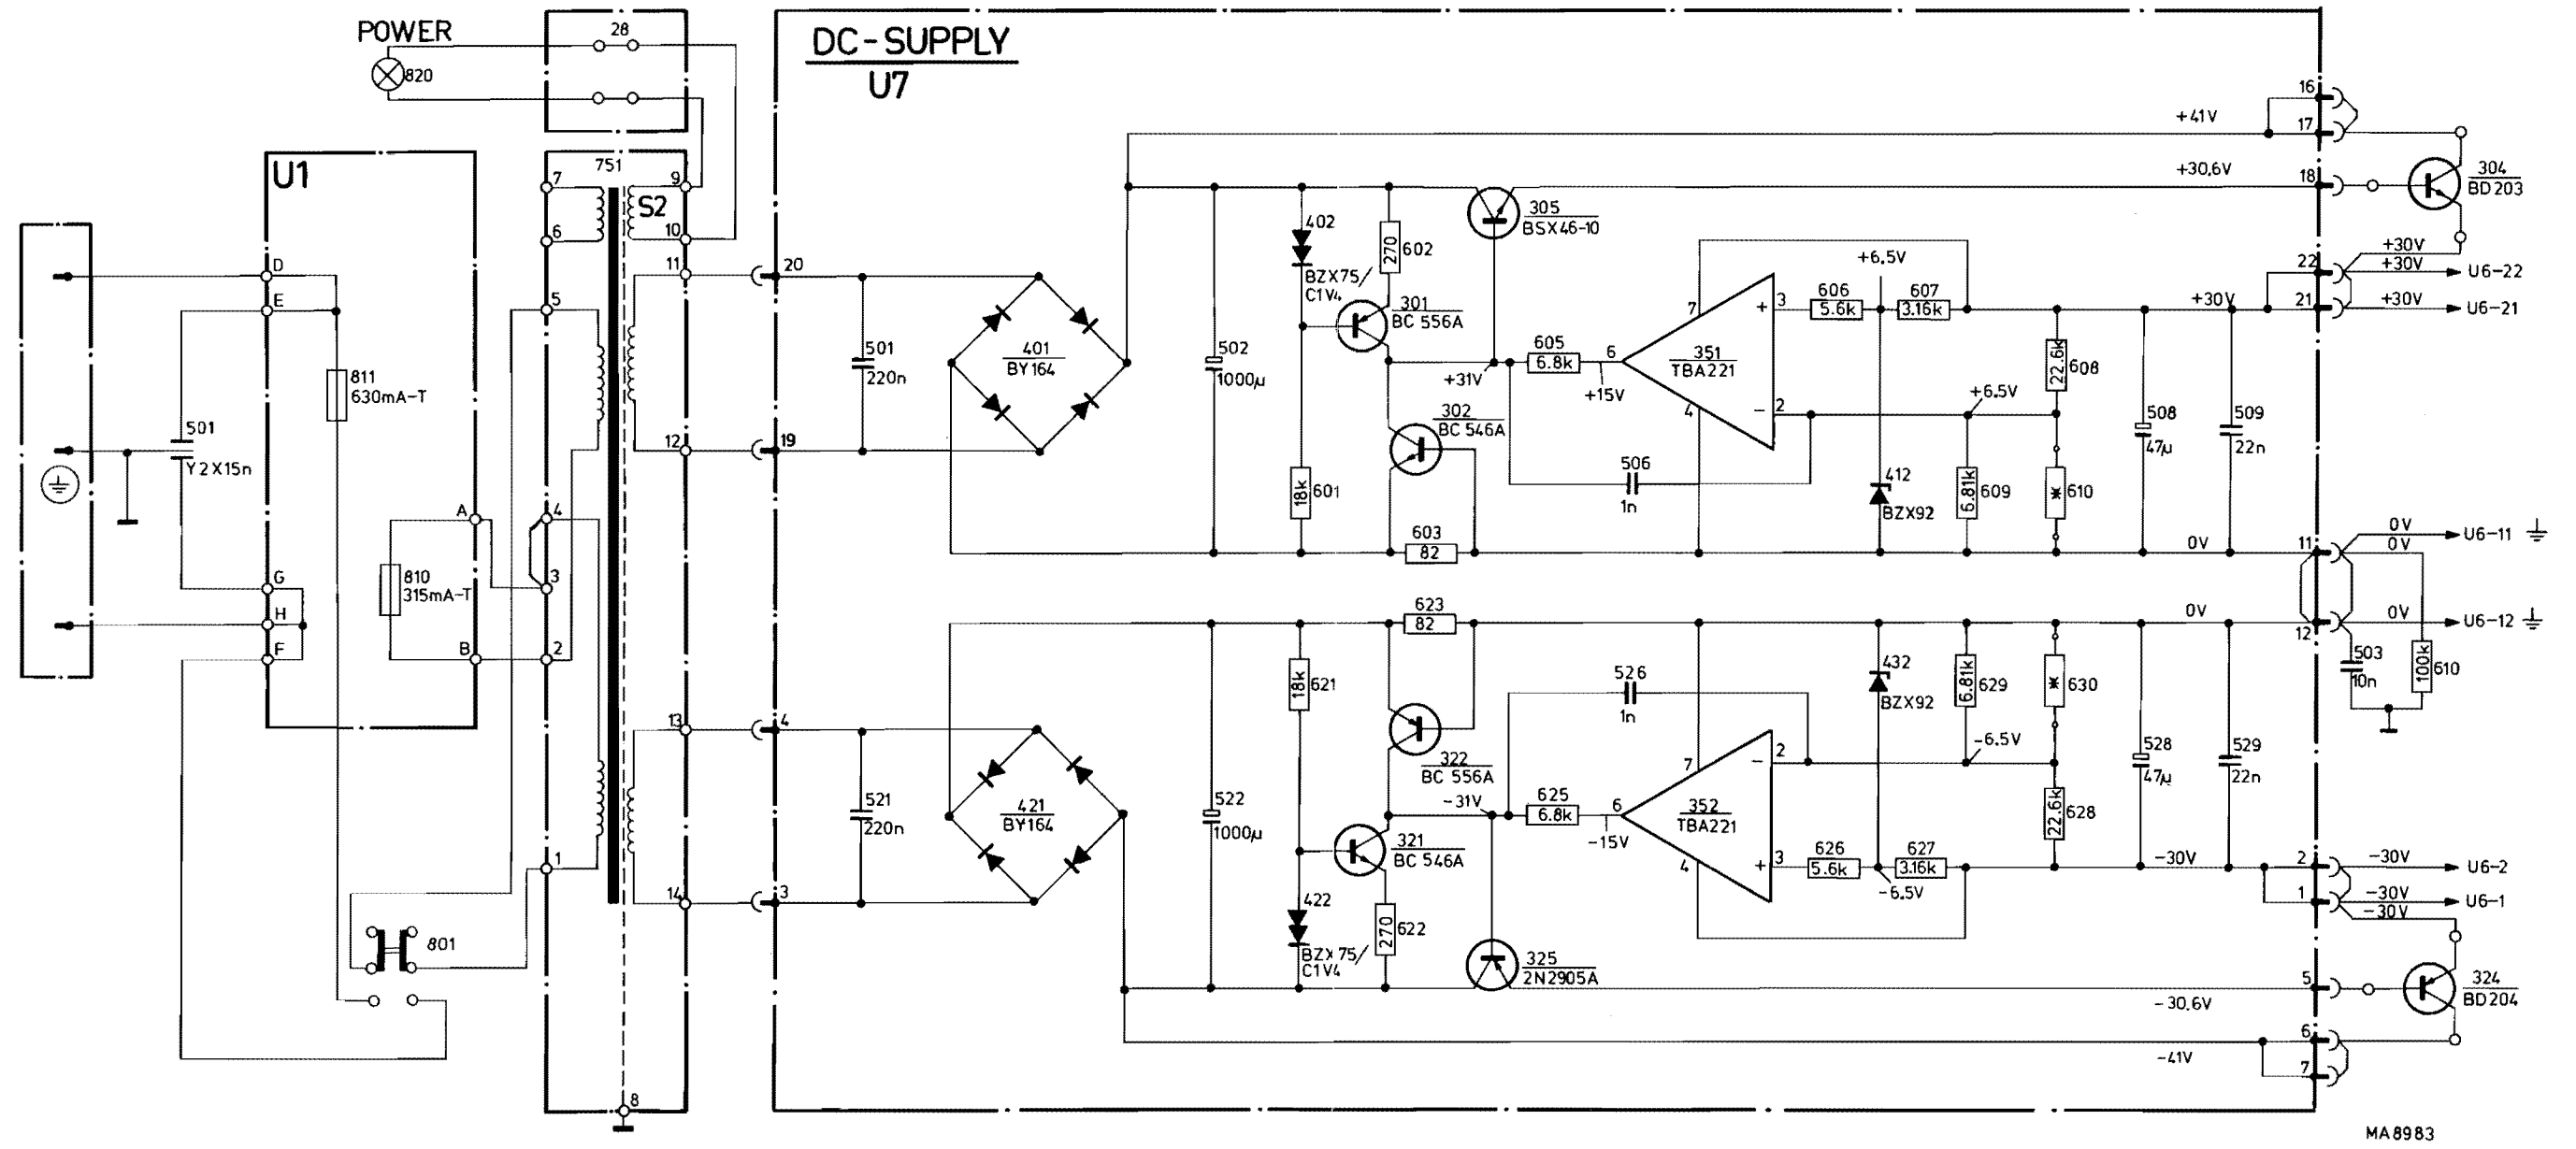 POWER
820
28
DC-SUPPLY
U7
U1
751
S2
7
6
5
4
3
2
1
9
10
11
12
13
14
8
D
E
G
H
F
A
B
811
630mA-T
810
315mA-T
501
Y 2 X 15n
801
20
19
4
3
501
220n
401
BY164
502
1000µ
402
BZX75/
C1V4
270
602
301
BC 556A
302
BC 546A
18k
601
603
82
305
BSX46-10
605
6.8k
6
+31V
+15V
506
1n
351
TBA221
7
4
+
3
−
2
606
5.6k
+6.5V
607
3.16k
412
BZX92
+6.5V
6.81k
609
22.6k
608
*
610
508
47µ
509
22n
+41V
+30,6V
+30V
0V
16
17
18
22
21
11
12
304
BD203
+30V
+30V
U6-22
+30V
U6-21
0V
U6-11
0V
0V
U6-12
503
10n
100k
610
521
220n
421
BY164
522
1000µ
18k
621
623
82
322
BC 556A
321
BC 546A
422
BZX75/
C1V4
270
622
-31V
625
6.8k
6
-15V
526
1n
325
2N2905A
352
TBA221
7
4
−
2
+
3
626
5.6k
627
3.16k
-6.5V
432
BZX92
6.81k
629
-6.5V
*
630
22.6k
628
528
47µ
529
22n
0V
-30V
2
1
5
6
7
-30V
U6-2
-30V
U6-1
-30V
324
BD204
-30,6V
-41V
MA8983